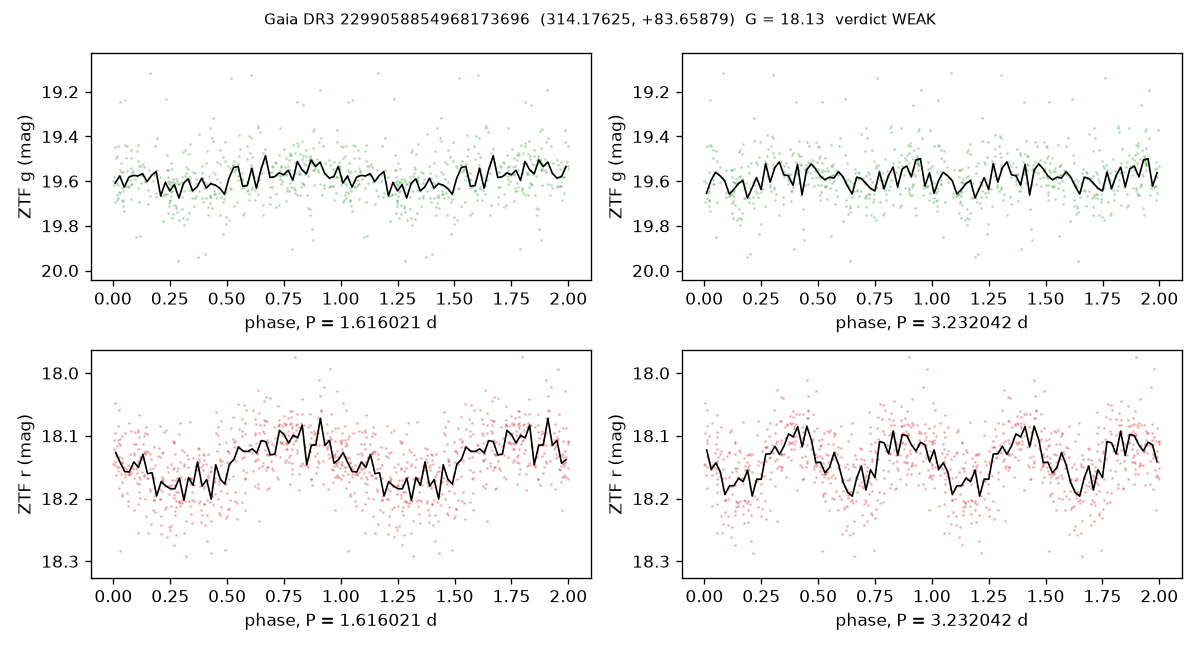 Gaia DR3 2299058854968173696 (314.17625, +83.65879) G = 18.13 verdict WEAK
ZTF g (mag)
19.2
19.4
19.6
19.8
20.0
0.00 0.25 0.50 0.75 1.00 1.25 1.50 1.75 2.00
phase, P = 1.616021 d
ZTF g (mag)
19.2
19.4
19.6
19.8
20.0
0.00 0.25 0.50 0.75 1.00 1.25 1.50 1.75 2.00
phase, P = 3.232042 d
ZTF r (mag)
18.0
18.1
18.2
18.3
0.00 0.25 0.50 0.75 1.00 1.25 1.50 1.75 2.00
phase, P = 1.616021 d
ZTF r (mag)
18.0
18.1
18.2
18.3
0.00 0.25 0.50 0.75 1.00 1.25 1.50 1.75 2.00
phase, P = 3.232042 d